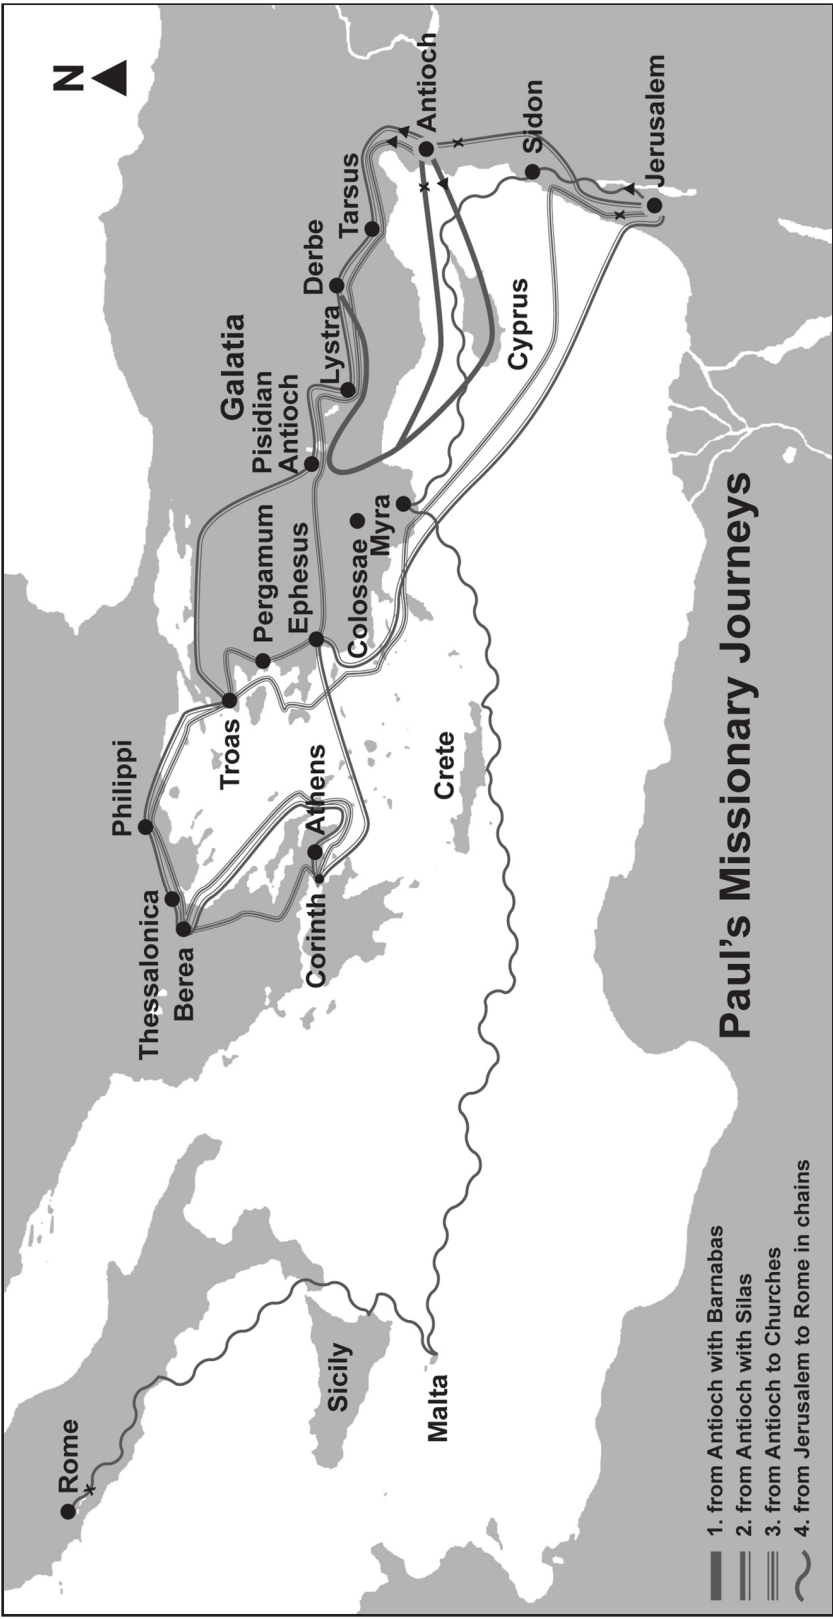 N
Rome
Sicily
Malta
Thessalonica
Berea
Philippi
Corinth
Athens
Troas
Crete
Pergamum
Ephesus
Colossae
Myra
Galatia
Pisidian
Antioch
Lystra
Derbe
Tarsus
Cyprus
Antioch
Sidon
Jerusalem
Paul's Missionary Journeys
1. from Antioch with Barnabas
2. from Antioch with Silas
3. from Antioch to Churches
4. from Jerusalem to Rome in chains